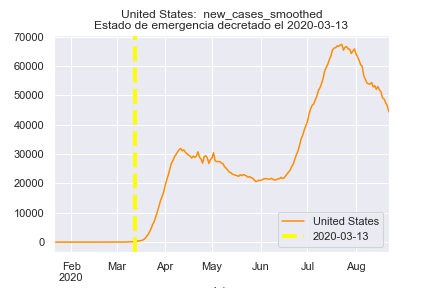 United States:  new_cases_smoothed
Estado de emergencia decretado el 2020-03-13
70000
60000
50000
40000
30000
20000
10000
0
Feb
2020
Mar
Apr
May
Jun
Jul
Aug
United States
2020-03-13